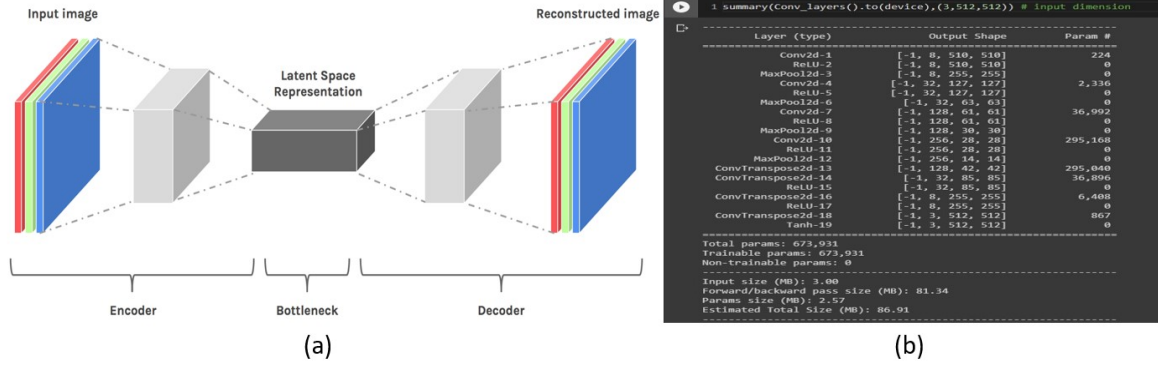 Input image
Reconstructed image
Latent Space
Representation
Encoder
Bottleneck
Decoder
(a)
1 summary(Conv_layers().to(device),(3,512,512)) # input dimension
----------------------------------------------------------------
Layer (type) Output Shape Param #
================================================================
Conv2d-1 [-1, 8, 510, 510] 224
ReLU-2 [-1, 8, 510, 510] 0
MaxPool2d-3 [-1, 8, 255, 255] 0
Conv2d-4 [-1, 32, 127, 127] 2,336
ReLU-5 [-1, 32, 127, 127] 0
MaxPool2d-6 [-1, 32, 63, 63] 0
Conv2d-7 [-1, 128, 61, 61] 36,992
ReLU-8 [-1, 128, 61, 61] 0
MaxPool2d-9 [-1, 128, 30, 30] 0
Conv2d-10 [-1, 256, 28, 28] 295,168
ReLU-11 [-1, 256, 28, 28] 0
MaxPool2d-12 [-1, 256, 14, 14] 0
ConvTranspose2d-13 [-1, 128, 42, 42] 295,040
ConvTranspose2d-14 [-1, 32, 85, 85] 36,896
ReLU-15 [-1, 32, 85, 85] 0
ConvTranspose2d-16 [-1, 8, 255, 255] 6,408
ReLU-17 [-1, 8, 255, 255] 0
ConvTranspose2d-18 [-1, 3, 512, 512] 867
Tanh-19 [-1, 3, 512, 512] 0
================================================================
Total params: 673,931
Trainable params: 673,931
Non-trainable params: 0
----------------------------------------------------------------
Input size (MB): 3.00
Forward/backward pass size (MB): 81.34
Params size (MB): 2.57
Estimated Total Size (MB): 86.91
----------------------------------------------------------------
(b)